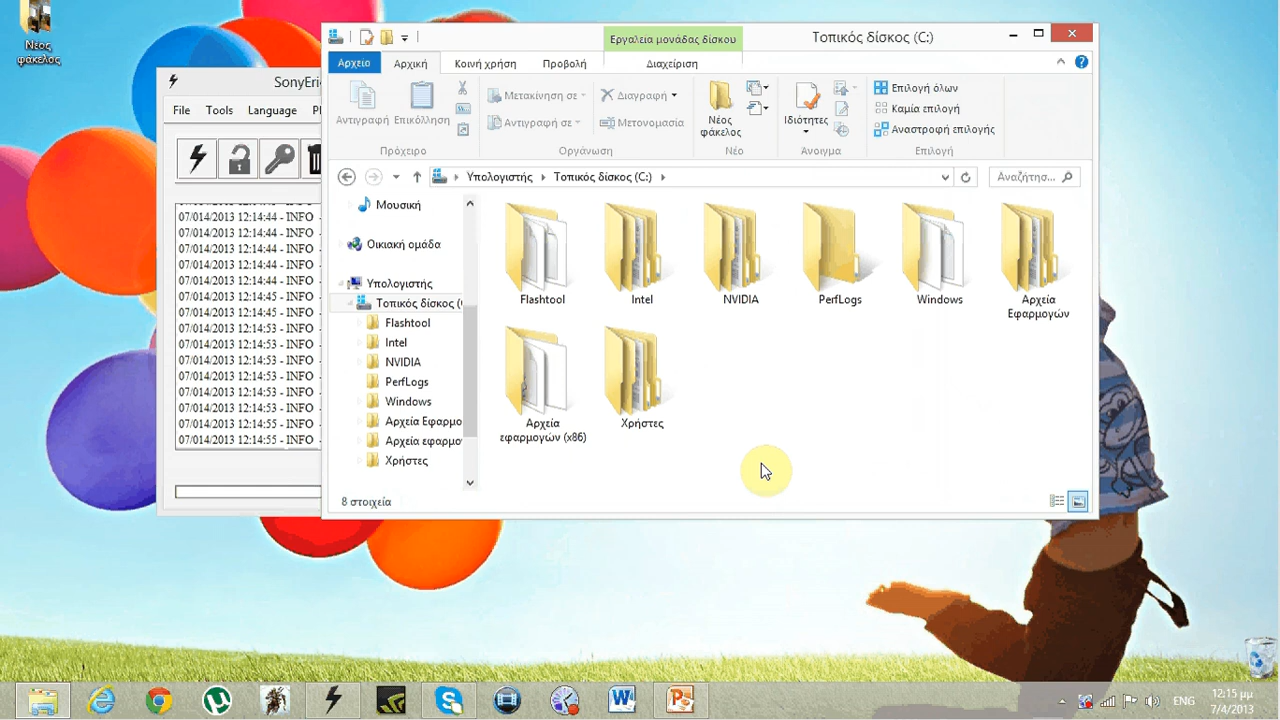 Νέος
φάκελος
SonyEri
File Tools Language
07/014/2013 12:14:44 - INFO
07/014/2013 12:14:44 - INFO
07/014/2013 12:14:44 - INFO
07/014/2013 12:14:44 - INFO
07/014/2013 12:14:44 - INFO
07/014/2013 12:14:45 - INFO
07/014/2013 12:14:45 - INFO
07/014/2013 12:14:53 - INFO
07/014/2013 12:14:53 - INFO
07/014/2013 12:14:53 - INFO
07/014/2013 12:14:53 - INFO
07/014/2013 12:14:53 - INFO
07/014/2013 12:14:53 - INFO
07/014/2013 12:14:55 - INFO
07/014/2013 12:14:55 - INFO
Εργαλεία μονάδας δίσκου
Τοπικός δίσκος (C:)
Αρχείο Αρχική Κοινή χρήση Προβολή Διαχείριση
Αντιγραφή Επικόλληση
Πρόχειρο
Μετακίνηση σε Διαγραφή
Αντιγραφή σε Μετονομασία
Οργάνωση
Νέος
φάκελος
Νέο
Ιδιότητες
Άνοιγμα
Επιλογή όλων
Καμία επιλογή
Αναστροφή επιλογής
Επιλογή
Υπολογιστής Τοπικός δίσκος (C:)
Αναζήτηση...
Μουσική
Οικιακή ομάδα
Υπολογιστής
Τοπικός δίσκος (
Flashtool
Intel
NVIDIA
PerfLogs
Windows
Αρχεία Εφαρμο
Αρχεία εφαρμο
Χρήστες
Flashtool
Intel
NVIDIA
PerfLogs
Windows
Αρχεία
Εφαρμογών
Αρχεία
εφαρμογών (x86)
Χρήστες
8 στοιχεία
W
P
ENG
12:15 μμ
7/4/2013